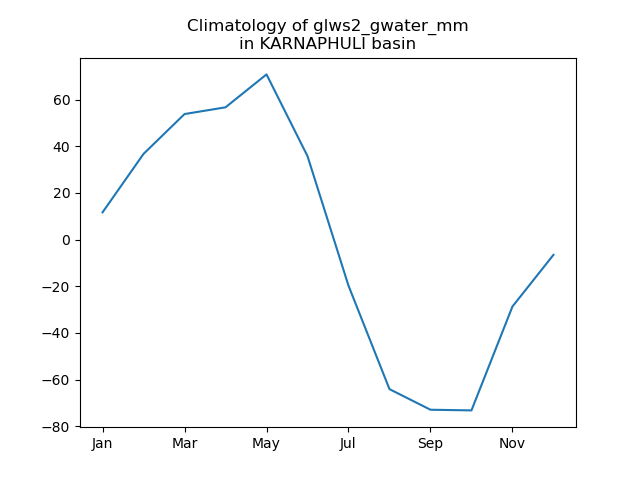 Climatology of glws2_gwater_mm
in KARNAPHULI basin
60
40
20
0
−20
−40
−60
−80
Jan Mar May Jul Sep Nov